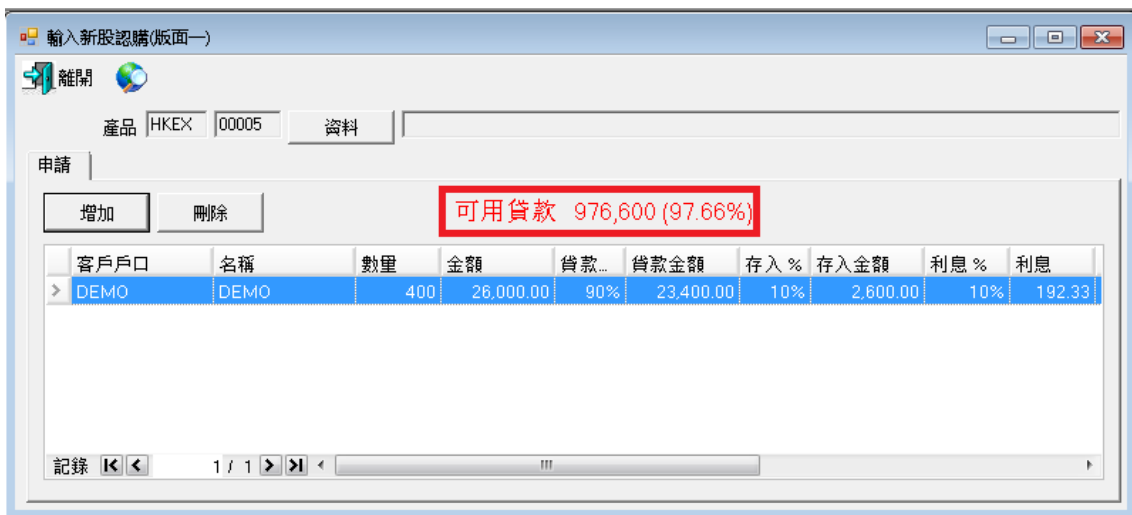 輸入新股認購(版面一)
離開
產品 HKEX 00005 資料
申請
增加 刪除 可用貸款 976,600 (97.66%)
客戶戶口 名稱 數量 金額 貸款... 貸款金額 存入 % 存入金額 利息 % 利息
DEMO DEMO 400 26,000.00 90% 23,400.00 10% 2,600.00 10% 192.33
記錄 1 / 1